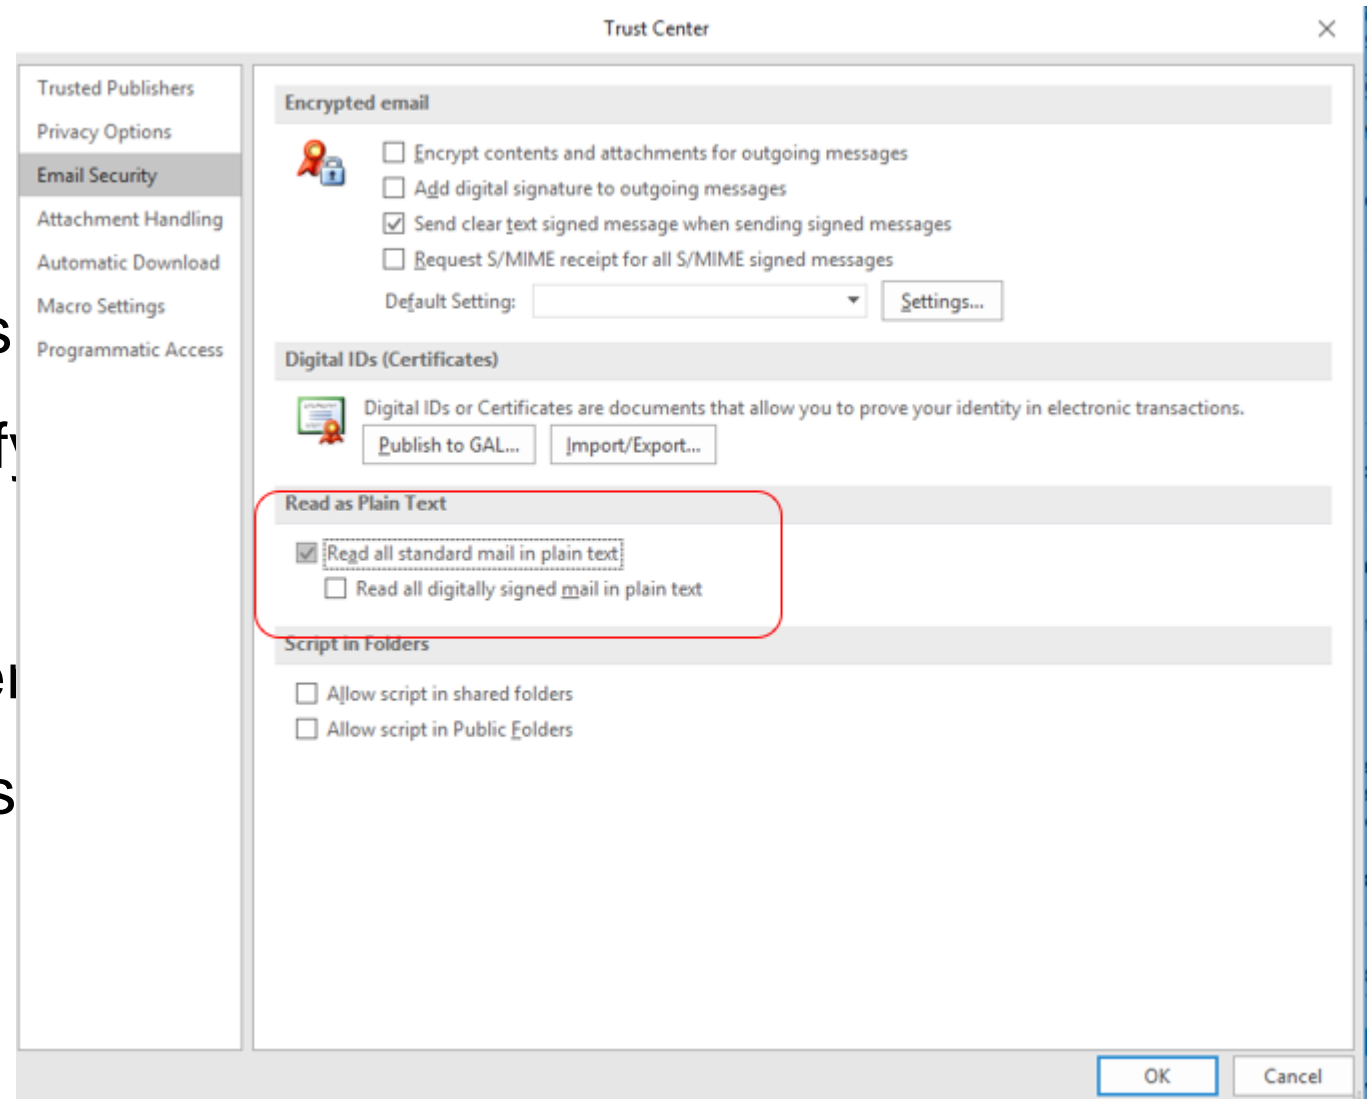 Trust Center
Trusted Publishers
Privacy Options
Email Security
Attachment Handling
Automatic Download
Macro Settings
Programmatic Access
Encrypted email
Encrypt contents and attachments for outgoing messages
Add digital signature to outgoing messages
Send clear text signed message when sending signed messages
Request S/MIME receipt for all S/MIME signed messages
Default Setting:
Settings...
Digital IDs (Certificates)
Digital IDs or Certificates are documents that allow you to prove your identity in electronic transactions.
Publish to GAL... Import/Export...
Read as Plain Text
Read all standard mail in plain text
Read all digitally signed mail in plain text
Script in Folders
Allow script in shared folders
Allow script in Public Folders
OK Cancel